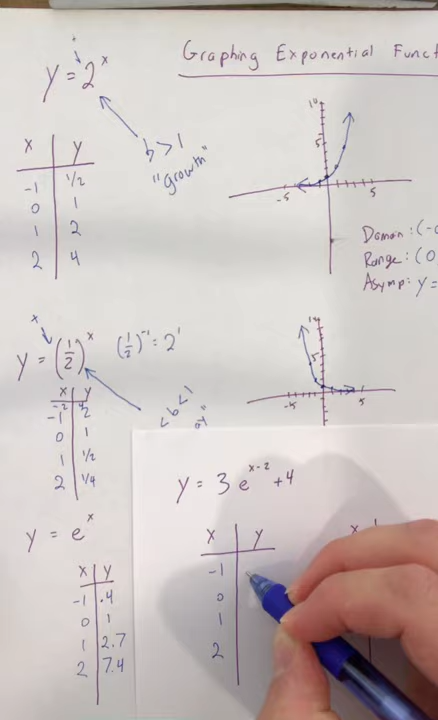 Graphing Exponential Funct
y = 2^x
b > 1
"growth"
x y
-1 1/2
0 1
1 2
2 4
10
5
-5 5
Domain: (-
Range: (0
Asymp: y =
y = (1/2)^x
(1/2)^-1 = 2^1
x y
-2 4
-1 2
0 1
1 1/2
2 1/4
<b<1
10
5
-5 5
y = e^x
x y
-1 .4
0 1
1 2.7
2 7.4
y = 3e^x-2 + 4
x y
-1
0
1
2